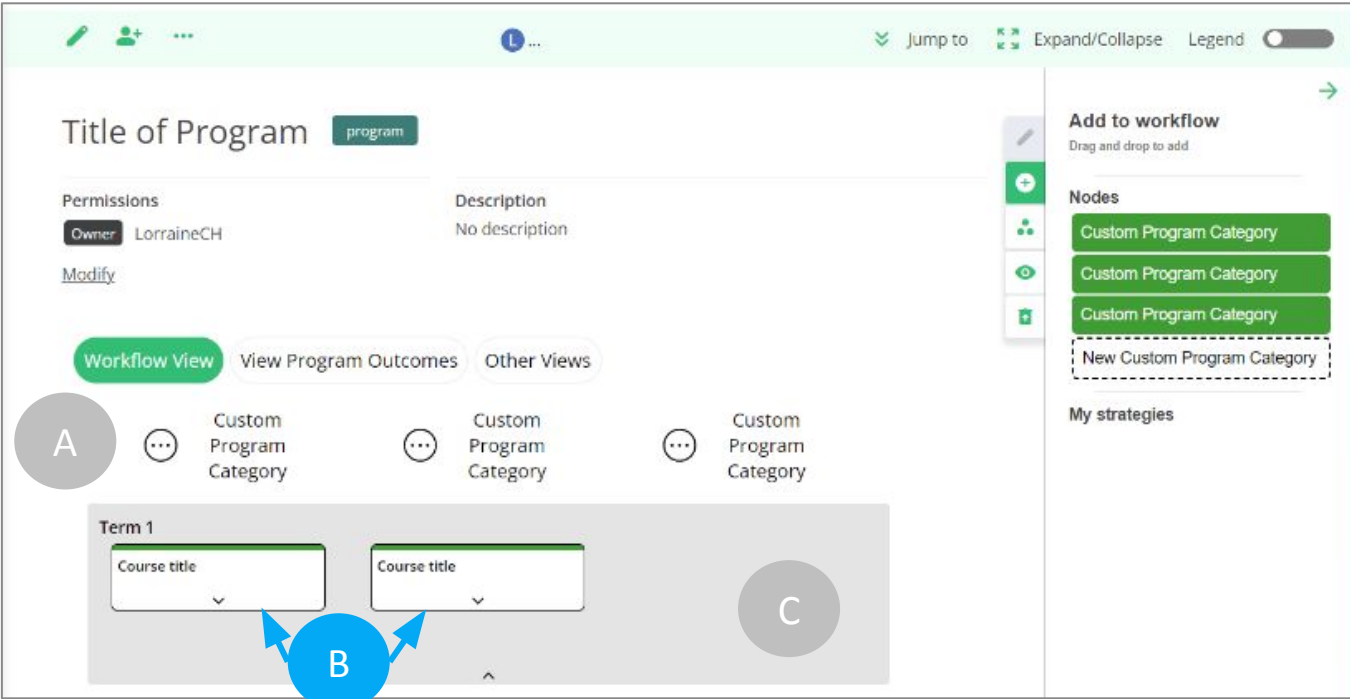 L ...
Jump to
Expand/Collapse
Legend
Title of Program
program
Permissions
Owner LorraineCH
Modify
Description
No description
Workflow View
View Program Outcomes
Other Views
A
Custom
Program
Category
Custom
Program
Category
Custom
Program
Category
Term 1
Course title
Course title
B
C
Add to workflow
Drag and drop to add
Nodes
Custom Program Category
Custom Program Category
Custom Program Category
New Custom Program Category
My strategies